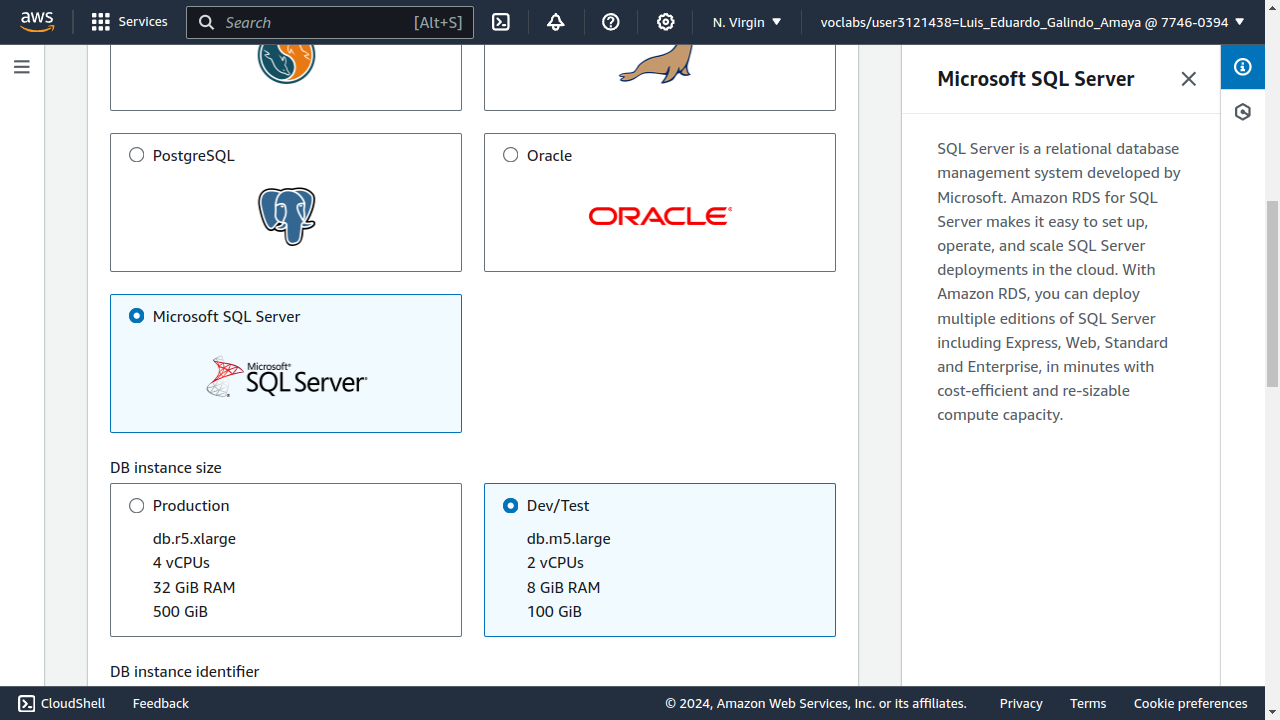 aws
Services
Search
[Alt+S]
N. Virgin
voclabs/user3121438=Luis_Eduardo_Galindo_Amaya @ 7746-0394
PostgreSQL
Oracle
ORACLE
Microsoft SQL Server
Microsoft®
SQL Server®
DB instance size
Production
db.r5.xlarge
4 vCPUs
32 GiB RAM
500 GiB
Dev/Test
db.m5.large
2 vCPUs
8 GiB RAM
100 GiB
DB instance identifier
Microsoft SQL Server
SQL Server is a relational database
management system developed by
Microsoft. Amazon RDS for SQL
Server makes it easy to set up,
operate, and scale SQL Server
deployments in the cloud. With
Amazon RDS, you can deploy
multiple editions of SQL Server
including Express, Web, Standard
and Enterprise, in minutes with
cost-efficient and re-sizable
compute capacity.
CloudShell
Feedback
© 2024, Amazon Web Services, Inc. or its affiliates.
Privacy
Terms
Cookie preferences